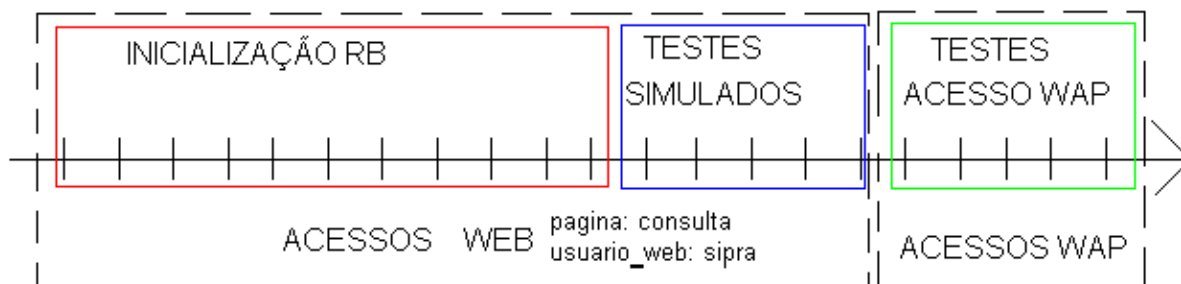 INICIALIZAÇÃO RB
TESTES
SIMULADOS
TESTES
ACESSO WAP
ACESSOS WEB
pagina: consulta
usuario_web: sipra
ACESSOS WAP